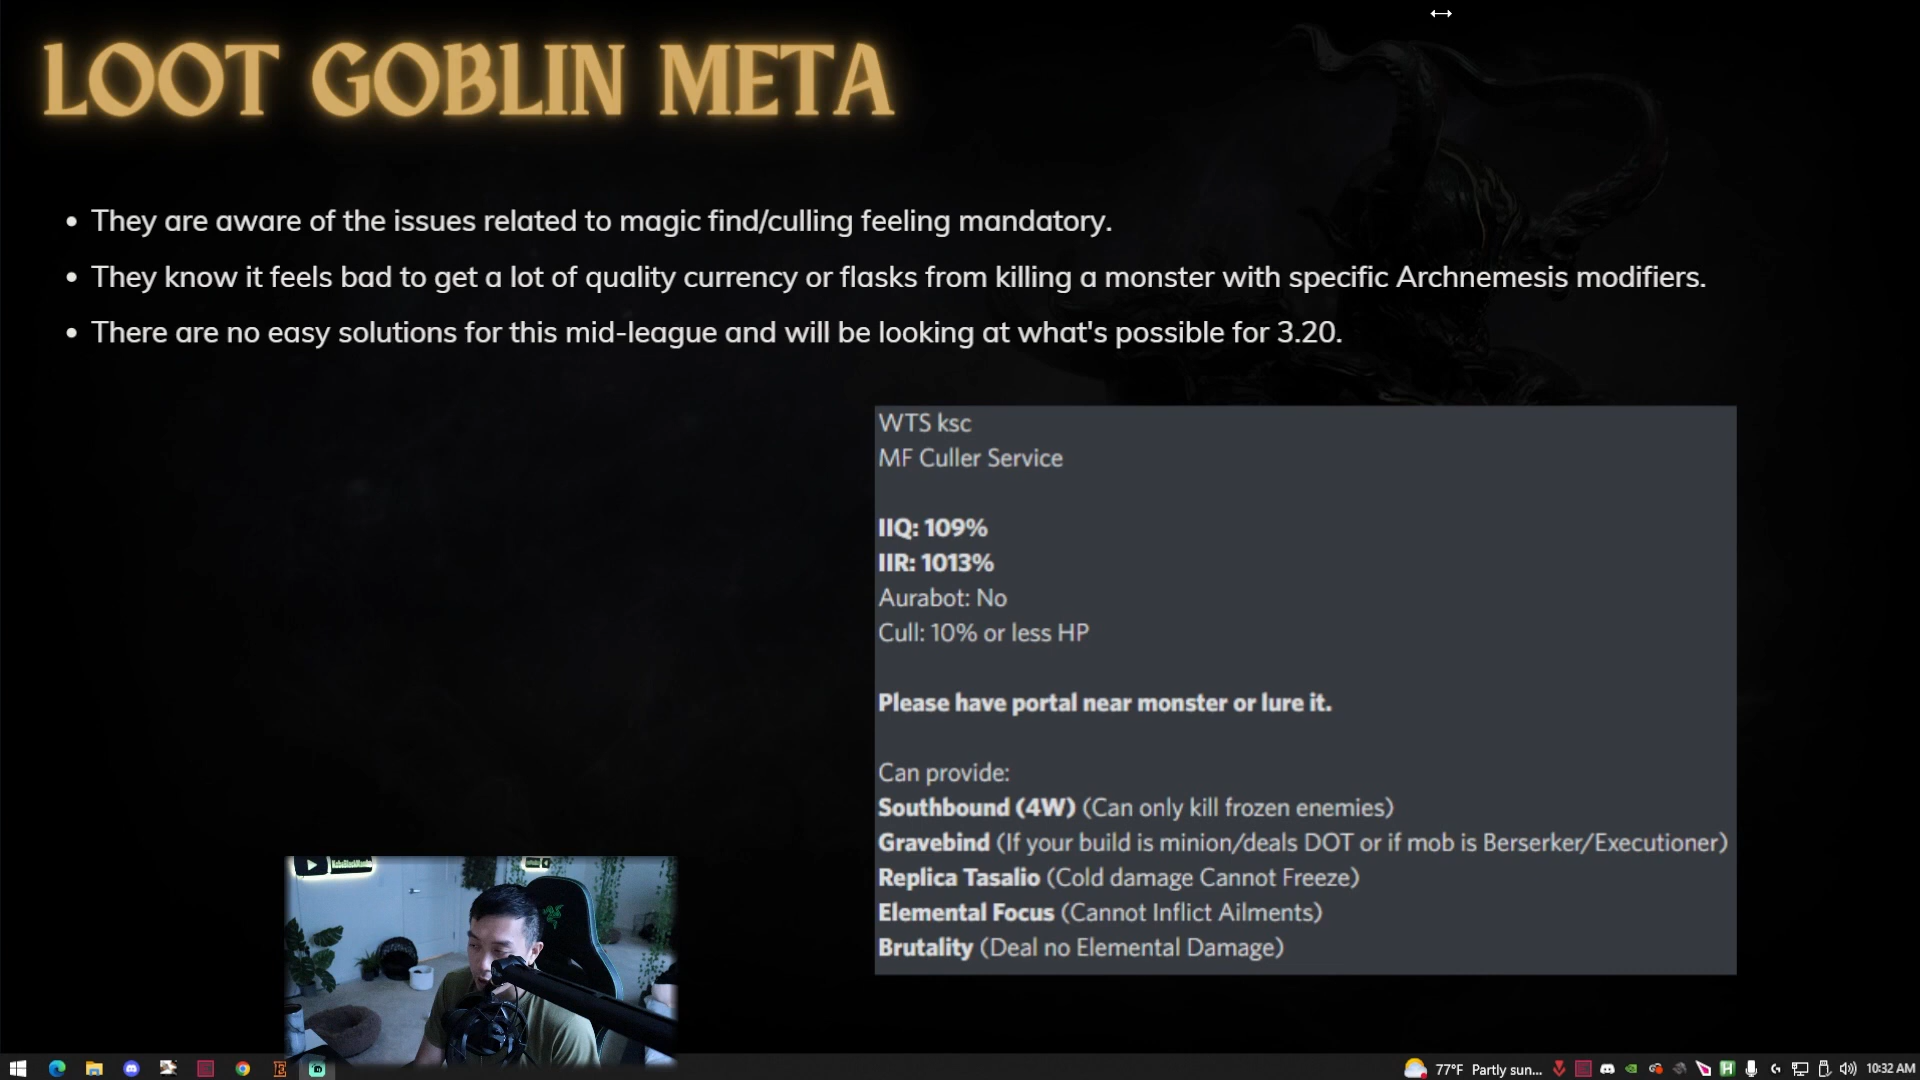 LOOT GOBLIN META
• They are aware of the issues related to magic find/culling feeling mandatory.
• They know it feels bad to get a lot of quality currency or flasks from killing a monster with specific Archnemesis modifiers.
• There are no easy solutions for this mid-league and will be looking at what's possible for 3.20.
WTS ksc
MF Culler Service
IIQ: 109%
IIR: 1013%
Aurabot: No
Cull: 10% or less HP
Please have portal near monster or lure it.
Can provide:
Southbound (4W) (Can only kill frozen enemies)
Gravebind (If your build is minion/deals DOT or if mob is Berserker/Executioner)
Replica Tasalio (Cold damage Cannot Freeze)
Elemental Focus (Cannot Inflict Ailments)
Brutality (Deal no Elemental Damage)
77°F Partly sun... 10:32 AM